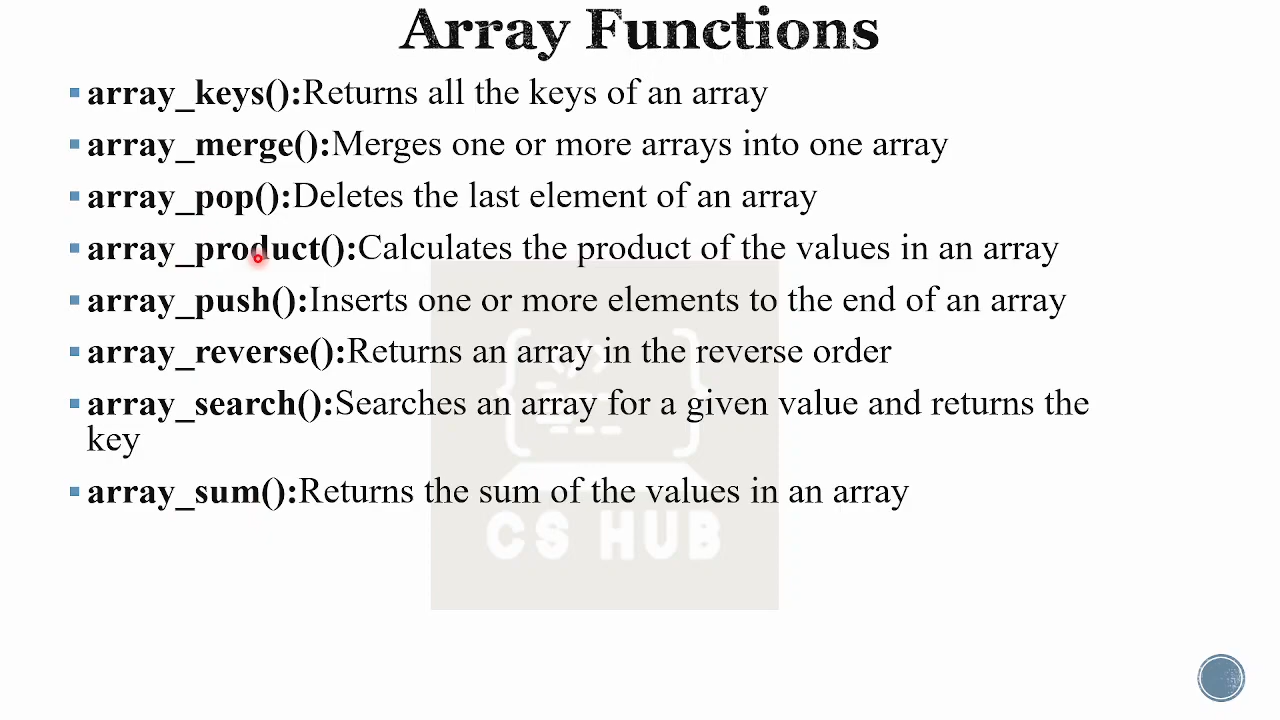 Array Functions
array_keys():Returns all the keys of an array
array_merge():Merges one or more arrays into one array
array_pop():Deletes the last element of an array
array_product():Calculates the product of the values in an array
array_push():Inserts one or more elements to the end of an array
array_reverse():Returns an array in the reverse order
array_search():Searches an array for a given value and returns the
key
array_sum():Returns the sum of the values in an array
CS HUB